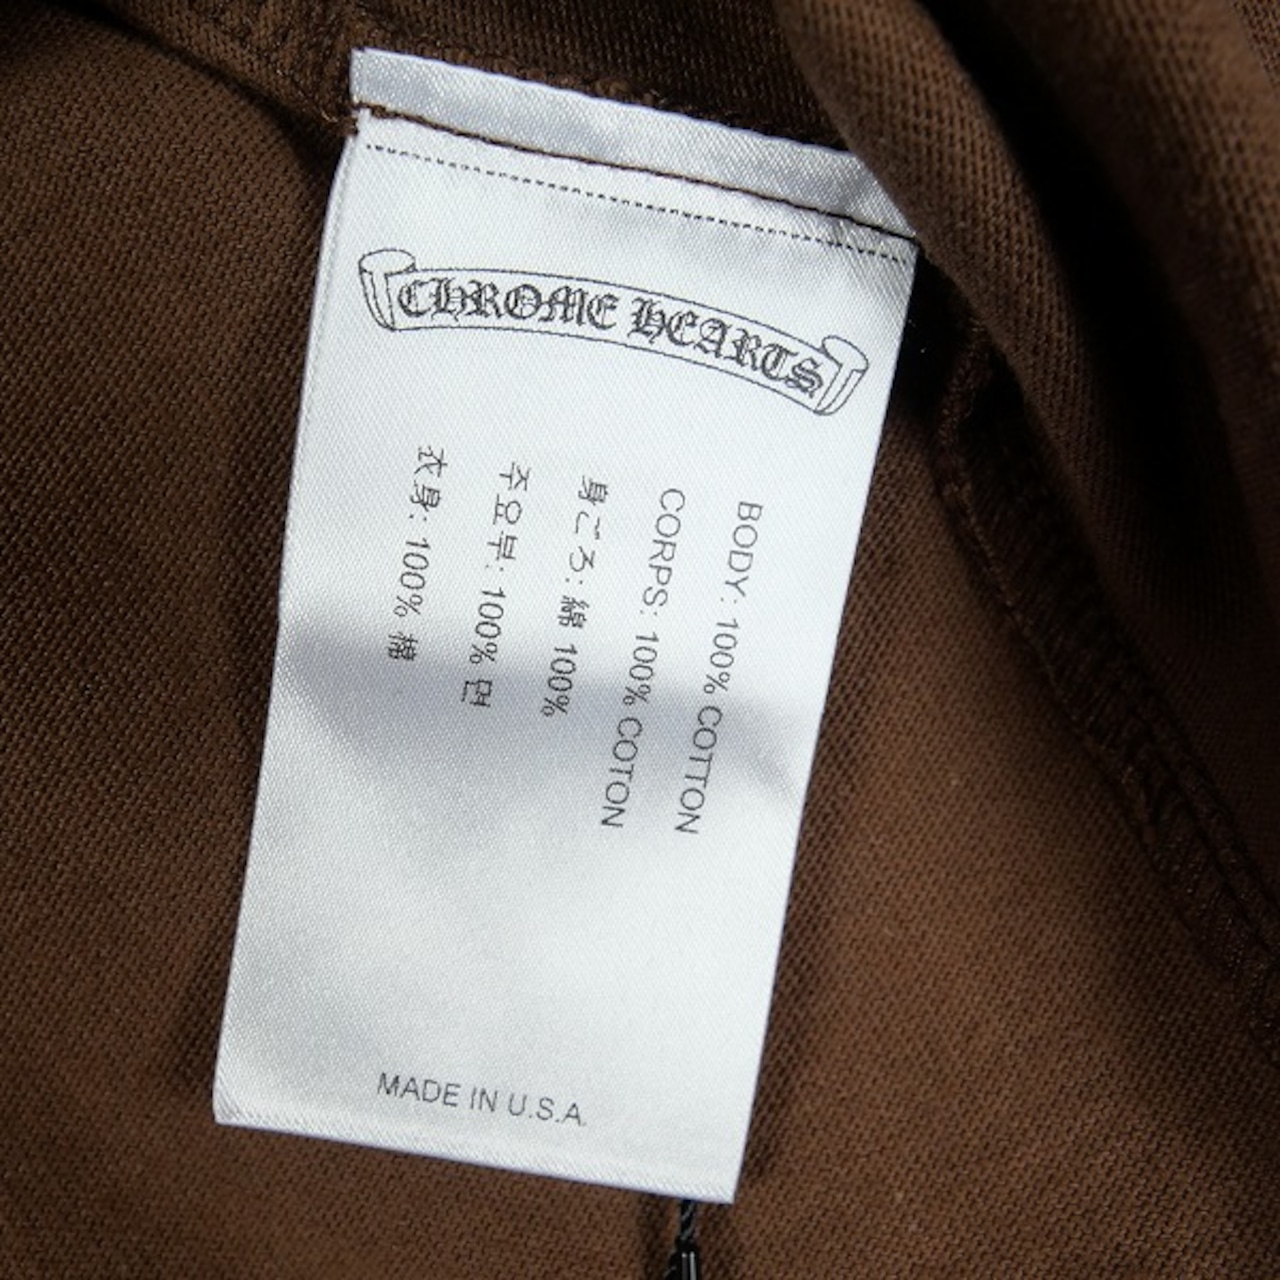 CHROME HEARTS
BODY: 100% COTTON
CORPS: 100% COTON
身ごろ: 綿 100%
주요부: 100% 면
衣身: 100% 棉
MADE IN U.S.A.